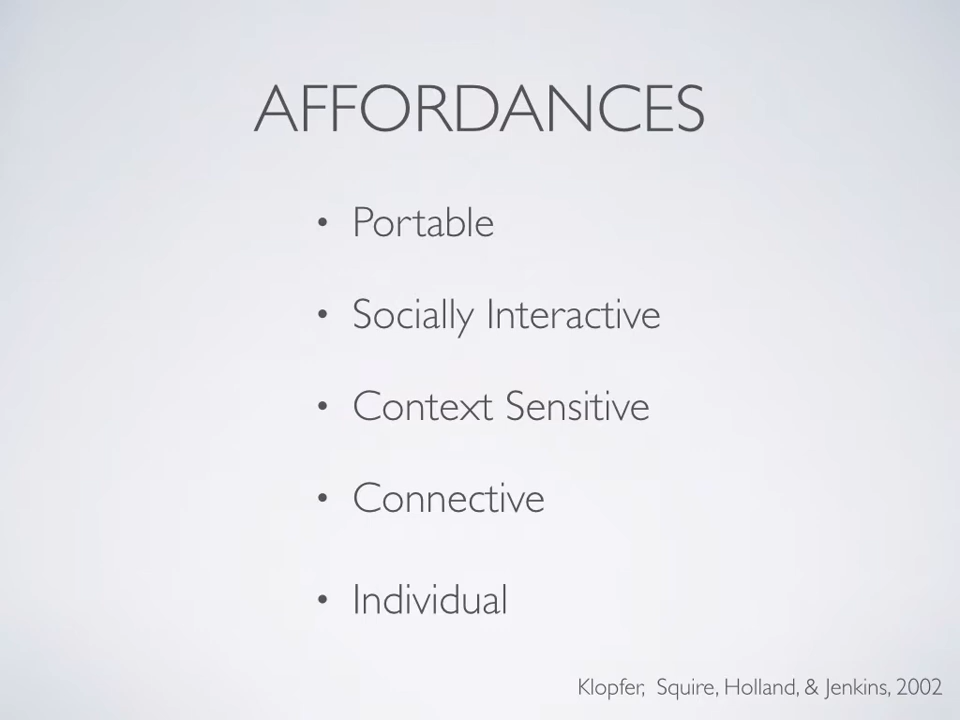 AFFORDANCES
• Portable
• Socially Interactive
• Context Sensitive
• Connective
• Individual
Klopfer, Squire, Holland, & Jenkins, 2002